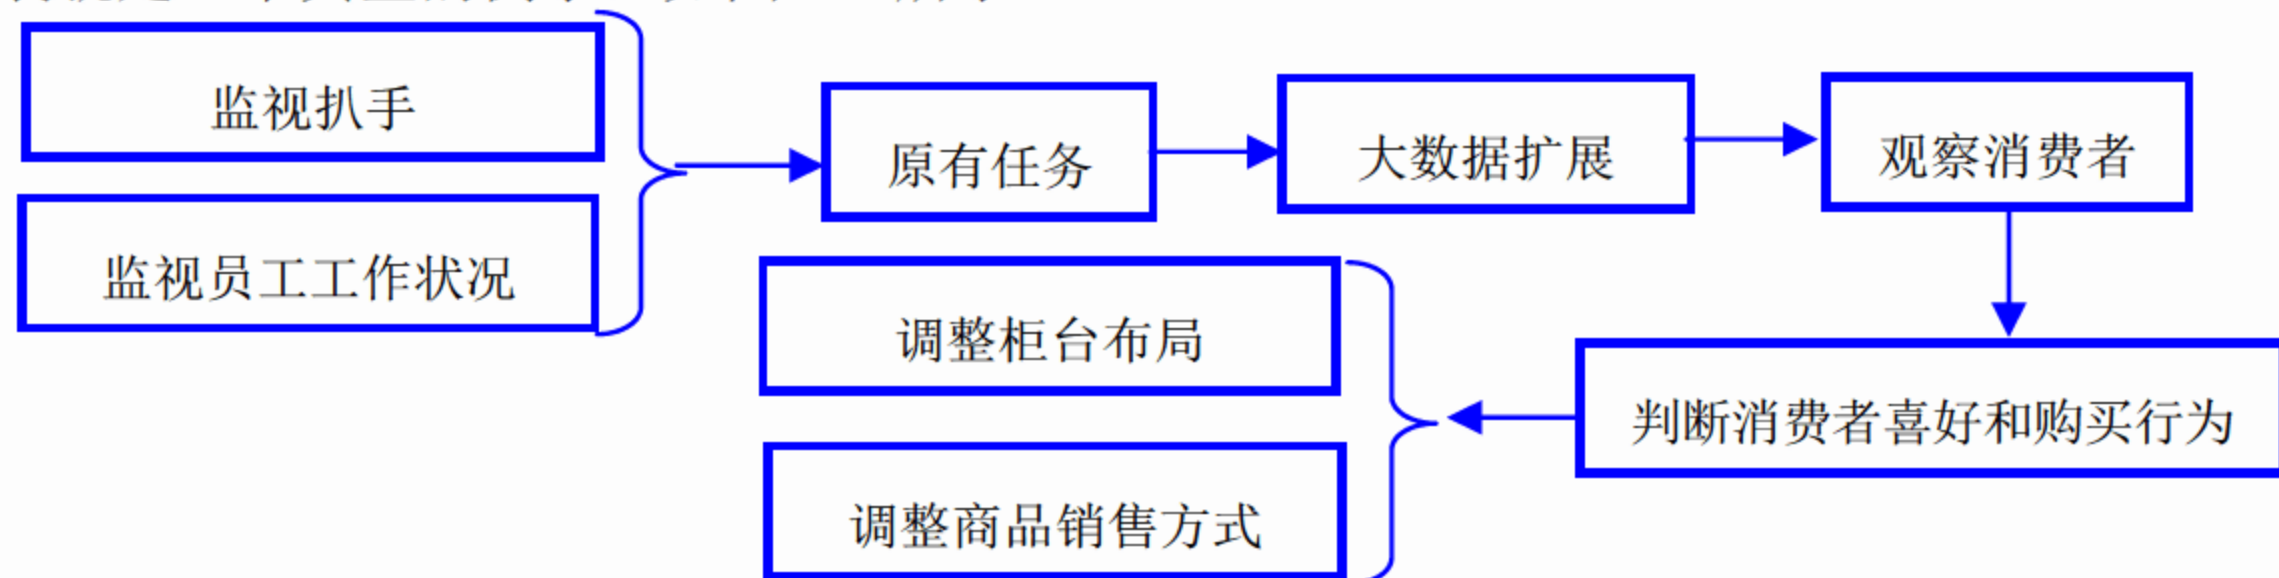 监视扒手
监视员工工作状况
原有任务
大数据扩展
观察消费者
判断消费者喜好和购买行为
调整柜台布局
调整商品销售方式